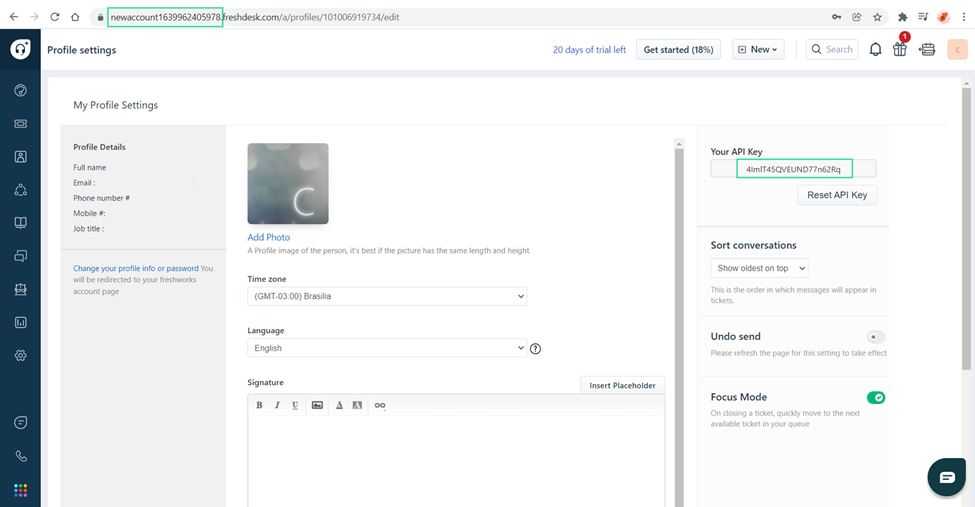 newaccount1639962405978.freshdesk.com/a/profiles/101006919734/edit
Profile settings
20 days of trial left
Get started (18%)
New
Search
1
C
My Profile Settings
Profile Details
Full name
Email :
Phone number #
Mobile #:
Job title :
Change your profile info or password You
will be redirected to your freshworks
account page
C
Add Photo
A Profile image of the person, it's best if the picture has the same length and height
Time zone
(GMT-03:00) Brasilia
Language
English
?
Signature
Insert Placeholder
B I U A A
Your API Key
4ImIT45QVEUND77n62Rq
Reset API Key
Sort conversations
Show oldest on top
This is the order in which messages will appear in
tickets.
Undo send
Please refresh the page for this setting to take effect
Focus Mode
On closing a ticket, quickly move to the next
available ticket in your queue